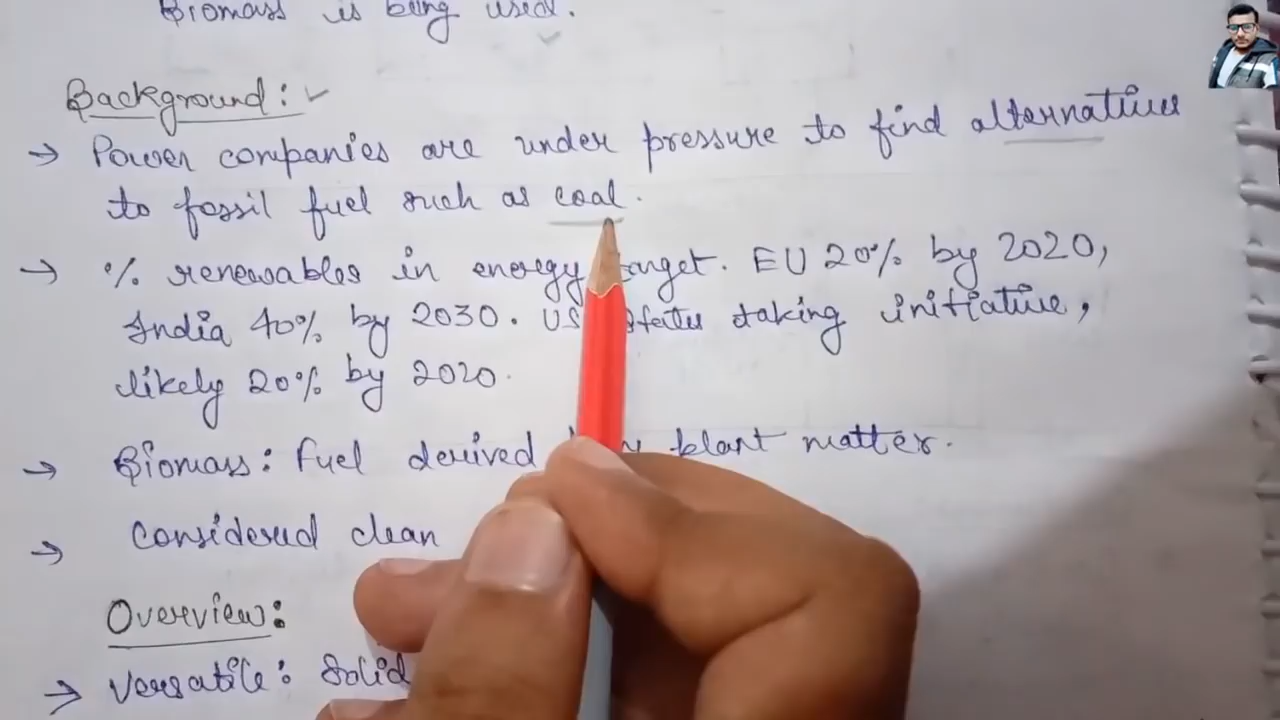 Biomass is being used.
Background:
→ Power companies are under pressure to find alternatives
to fossil fuel such as coal.
→ % renewables in energy target. EU 20% by 2020,
India 40% by 2030. US taking initiative,
likely 20% by 2020.
→ Biomass: fuel derived plant matter.
→ Considered clean
Overview:
→ Versatile: Solid